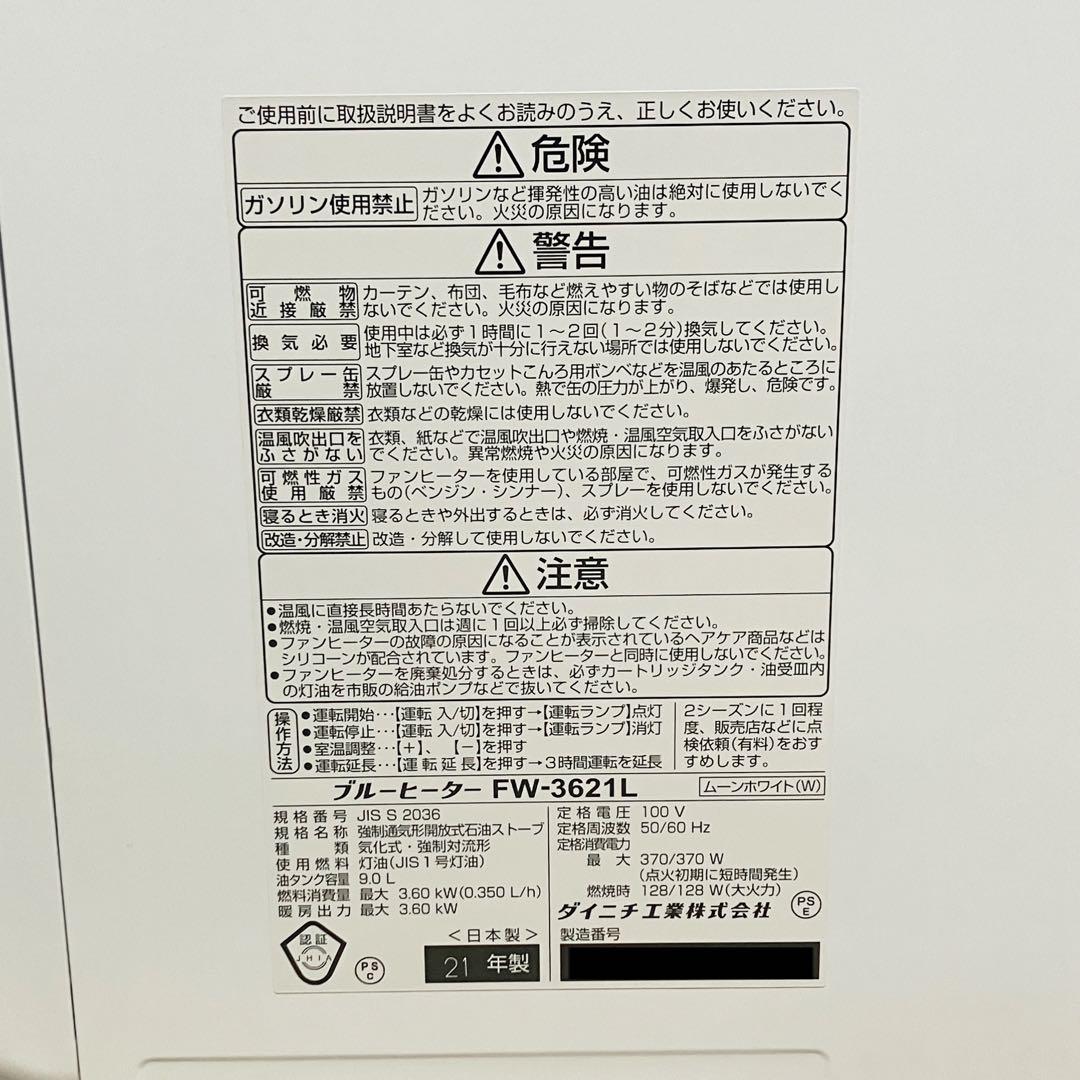 ご使用前に取扱説明書をよくお読みのうえ、正しくお使いください。
危険
ガソリン使用禁止
ガソリンなど揮発性の高い油は絶対に使用しないでく
ださい。火災の原因になります。
警告
可燃物
近接厳禁
カーテン、布団、毛布など燃えやすい物のそばなどでは使用し
ないでください。火災の原因になります。
換気必要
使用中は必ず1時間に1～2回(1～2分)換気してください。
地下室など換気が十分に行えない場所では使用しないでください。
スプレー缶
厳禁
スプレー缶やカセットこんろ用ボンベなどを温風のあたるところに
放置しないでください。熱で缶の圧力が上がり、爆発し、危険です。
衣類乾燥厳禁
衣類などの乾燥には使用しないでください。
温風吹出口を
ふさがない
衣類、紙などで温風吹出口や燃焼・温風空気取入口をふさがない
でください。異常燃焼や火災の原因になります。
可燃性ガス
使用厳禁
ファンヒーターを使用している部屋で、可燃性ガスが発生する
もの(ベンジン・シンナー)、スプレーを使用しないでください。
寝るとき消火
寝るときや外出するときは、必ず消火してください。
改造・分解禁止
改造・分解して使用しないでください。
注意
●温風に直接長時間あたらないでください。
●燃焼・温風空気取入口は週に1回以上必ず掃除してください。
●ファンヒーターの故障の原因になることが表示されているヘアケア商品などは
シリコーンが配合されています。ファンヒーターと同時に使用しないでください。
●ファンヒーターを廃棄処分するときは、必ずカートリッジタンク・油受皿内
の灯油を市販の給油ポンプなどで抜いてください。
操作方法
●運転開始…【運転 入/切】を押す→【運転ランプ】点灯
●運転停止…【運転 入/切】を押す→【運転ランプ】消灯
●室温調整…【＋】、【－】を押す
●運転延長…【運転延長】を押す→3時間運転を延長
2シーズンに1回程
度、販売店などに点
検依頼(有料)をおす
すめします。
ブルーヒーター FW-3621L
ムーンホワイト(W)
規格番号 JIS S 2036
規格名称 強制通気形開放式石油ストーブ
種類 気化式・強制対流形
使用燃料 灯油(JIS1号灯油)
油タンク容量 9.0 L
燃料消費量 最大 3.60 kW(0.350 L/h)
暖房出力 最大 3.60 kW
定格電圧 100 V
定格周波数 50/60 Hz
定格消費電力
最大 370/370 W
(点火初期に短時間発生)
燃焼時 128/128 W(大火力)
ダイニチ工業株式会社
PS
E
認証
JHIA
PS
C
＜日本製＞
21 年製
製造番号